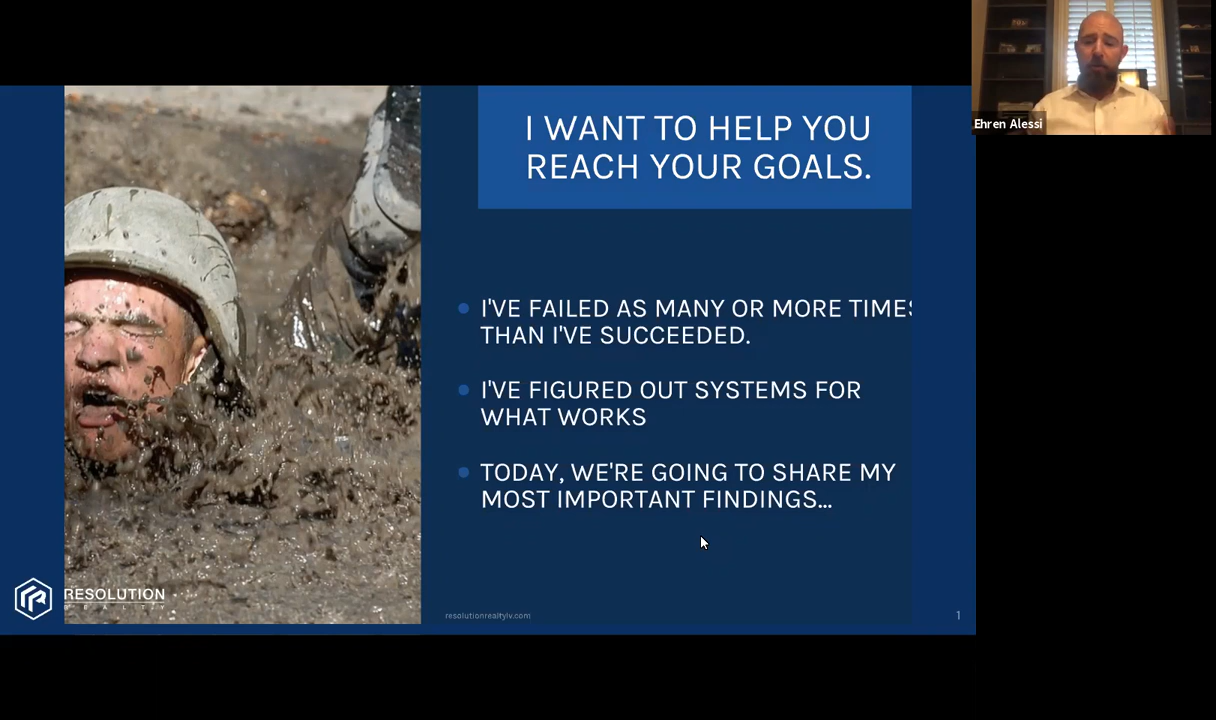 Ehren Alessi
I WANT TO HELP YOU
REACH YOUR GOALS.
I'VE FAILED AS MANY OR MORE TIMES
THAN I'VE SUCCEEDED.
I'VE FIGURED OUT SYSTEMS FOR
WHAT WORKS
TODAY, WE'RE GOING TO SHARE MY
MOST IMPORTANT FINDINGS...
RESOLUTION
REALTY
resolutionrealtylv.com
1